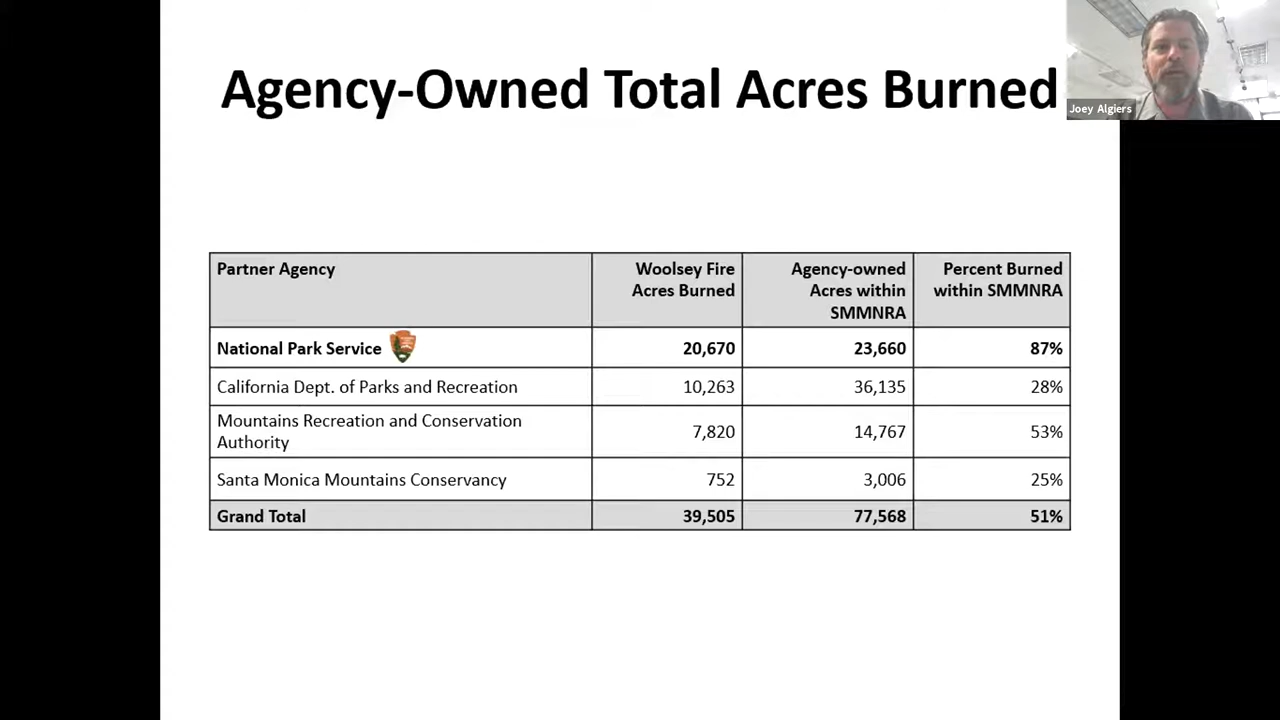 Agency-Owned Total Acres Burned
Joey Algiers
Partner Agency
Woolsey Fire
Acres Burned
Agency-owned
Acres within
SMMNRA
Percent Burned
within SMMNRA
National Park Service
20,670
23,660
87%
California Dept. of Parks and Recreation
10,263
36,135
28%
Mountains Recreation and Conservation
Authority
7,820
14,767
53%
Santa Monica Mountains Conservancy
752
3,006
25%
Grand Total
39,505
77,568
51%